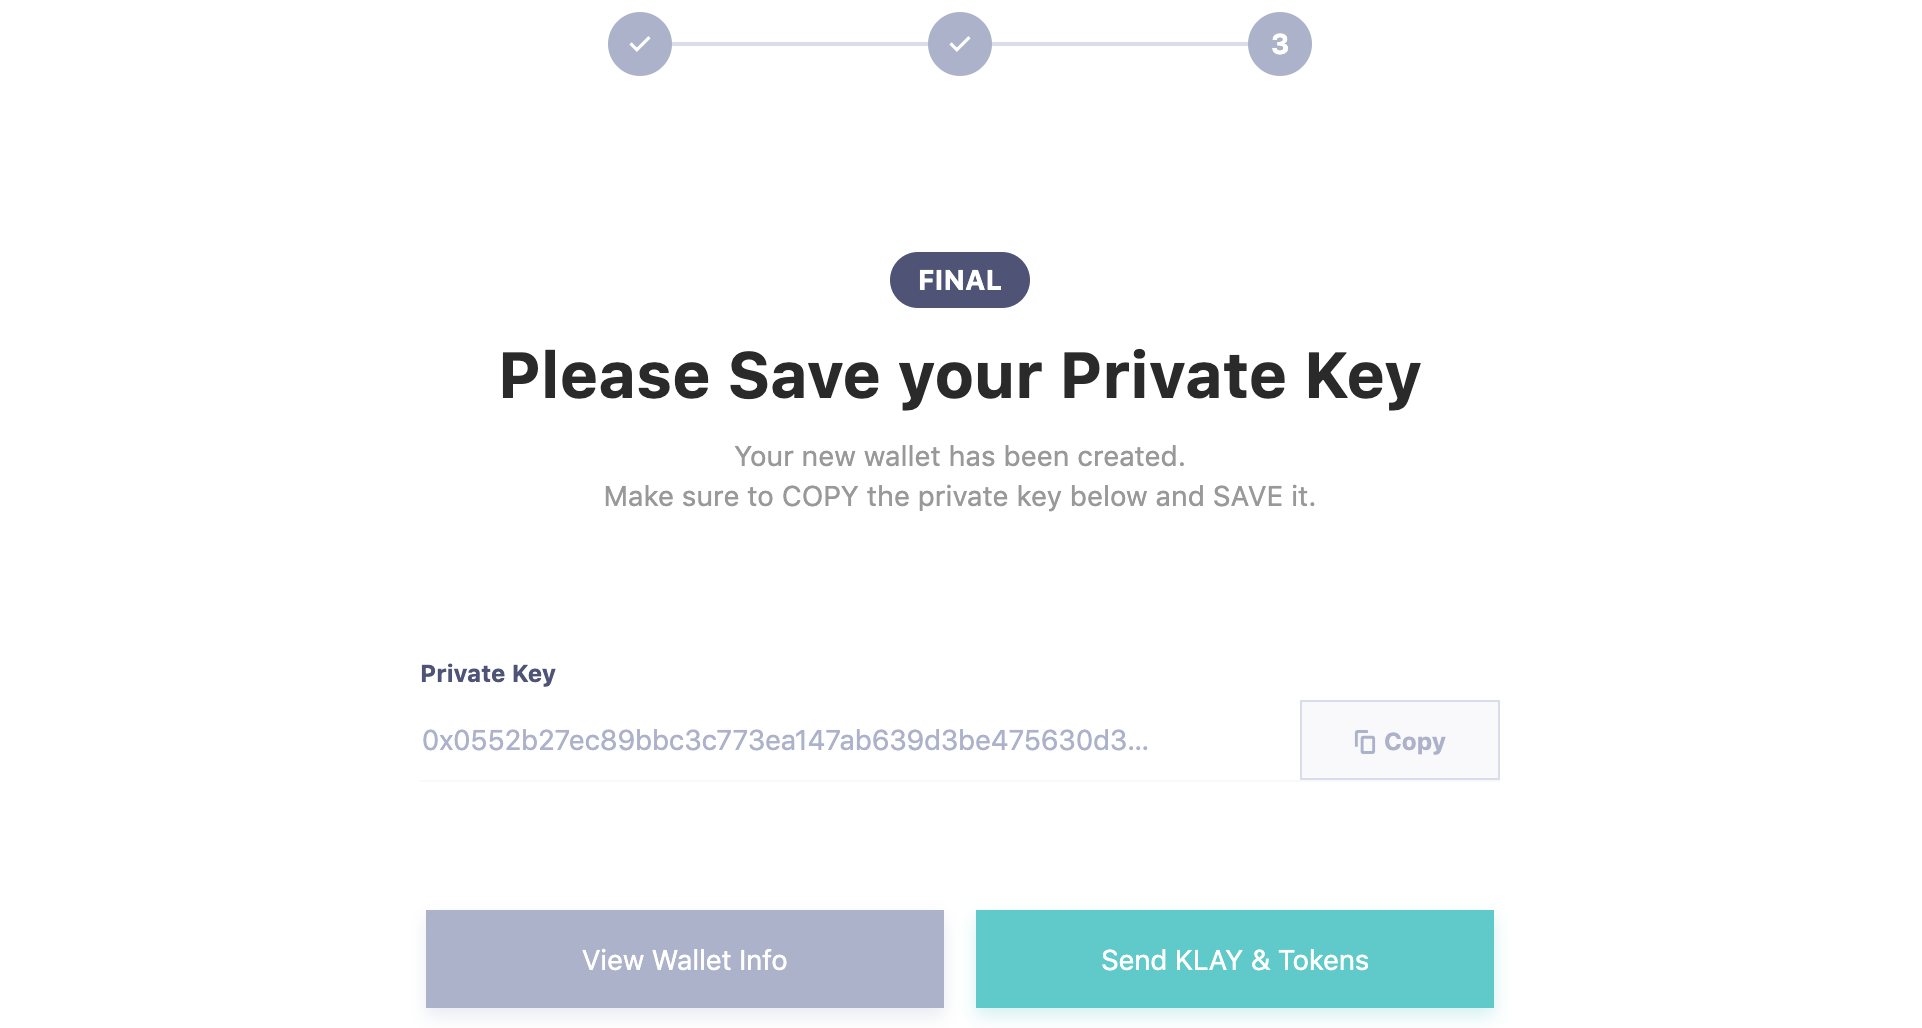 3
FINAL
Please Save your Private Key
Your new wallet has been created.
Make sure to COPY the private key below and SAVE it.
Private Key
0x0552b27ec89bbc3c773ea147ab639d3be475630d3...
Copy
View Wallet Info
Send KLAY & Tokens